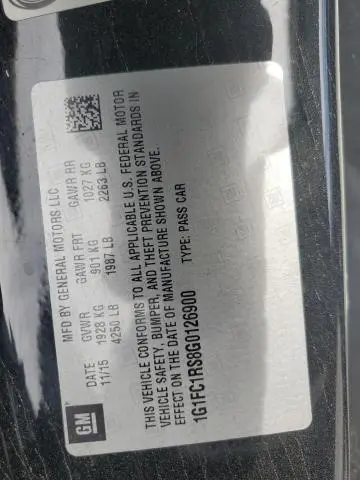 GM
MFD BY GENERAL MOTORS LLC
DATE GVWR GAWR FRT GAWR RR
11/15 1928 KG 901 KG 1027 KG
4250 LB 1987 LB 2263 LB
THIS VEHICLE CONFORMS TO ALL APPLICABLE U.S. FEDERAL MOTOR
VEHICLE SAFETY, BUMPER, AND THEFT PREVENTION STANDARDS IN
EFFECT ON THE DATE OF MANUFACTURE SHOWN ABOVE.
1G1FC1RS8G0126900 TYPE: PASS CAR